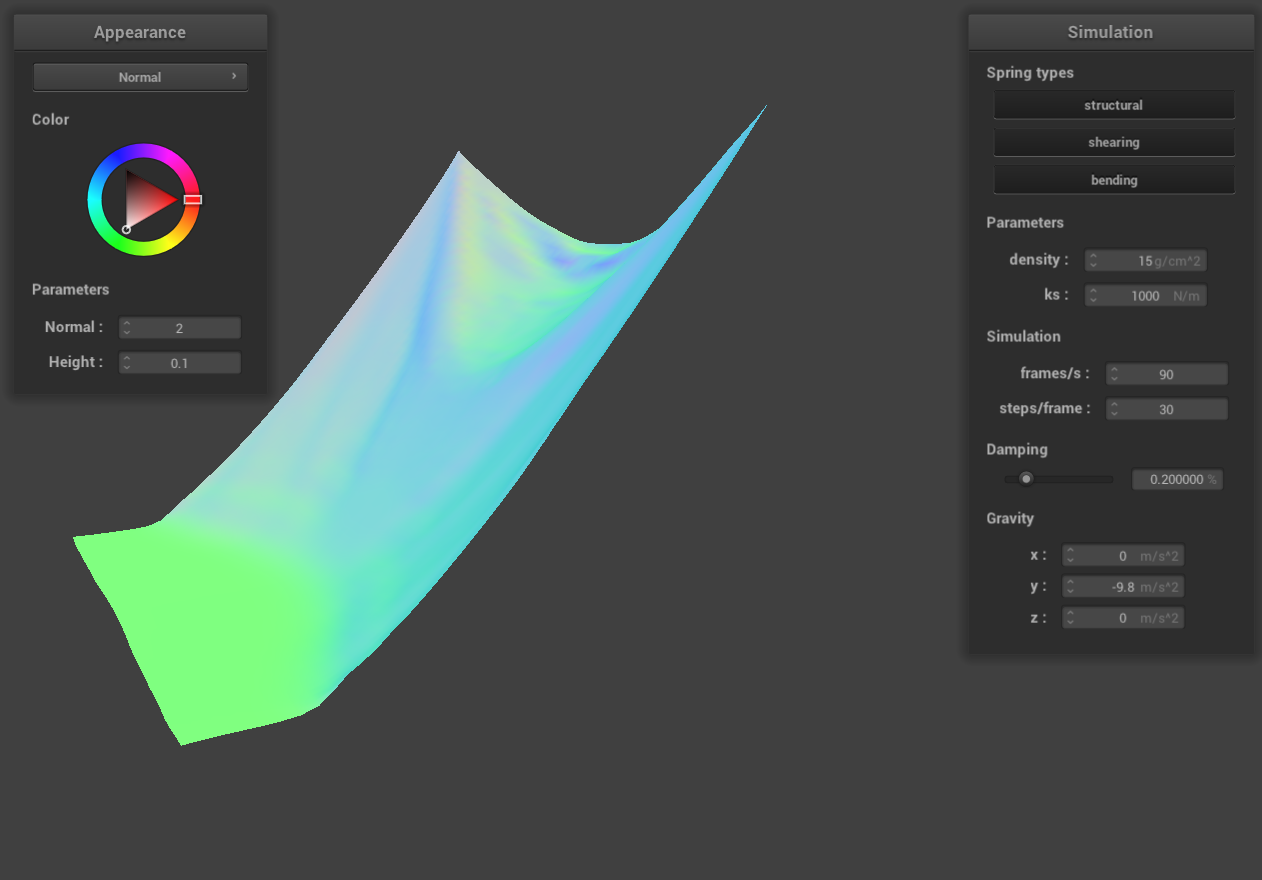 Appearance
Normal
Color
Parameters
Normal : 2
Height : 0.1
Simulation
Spring types
structural
shearing
bending
Parameters
density : 15 g/cm^2
ks : 1000 N/m
Simulation
frames/s : 90
steps/frame : 30
Damping
0.200000 %
Gravity
x : 0 m/s^2
y : -9.8 m/s^2
z : 0 m/s^2